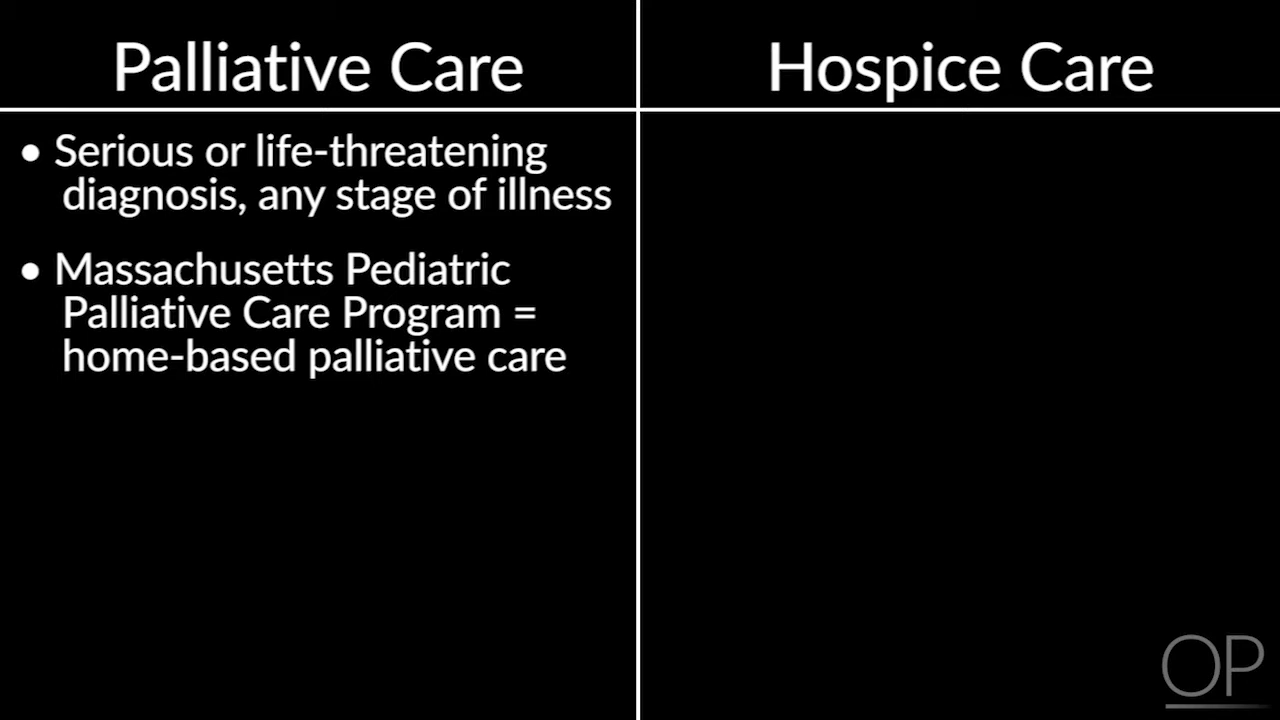 Palliative Care
Hospice Care
• Serious or life-threatening
diagnosis, any stage of illness
• Massachusetts Pediatric
Palliative Care Program =
home-based palliative care
OP